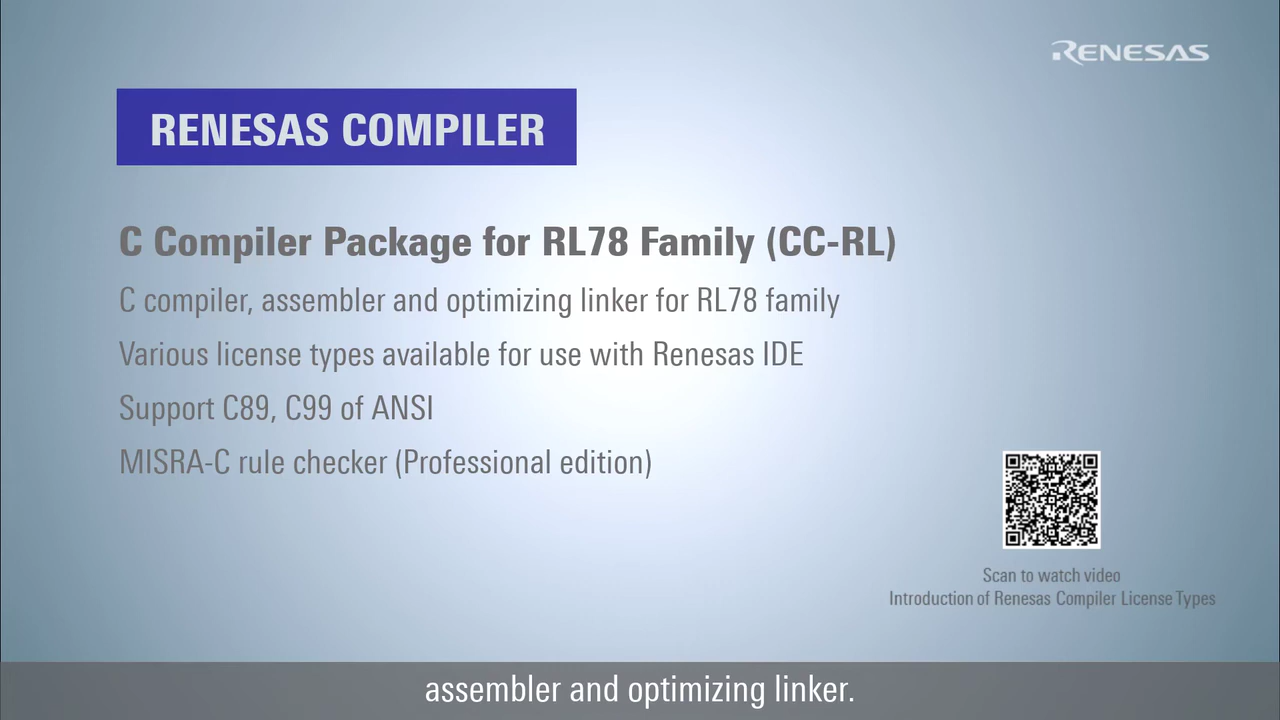 RENESAS
RENESAS COMPILER
C Compiler Package for RL78 Family (CC-RL)
C compiler, assembler and optimizing linker for RL78 family
Various license types available for use with Renesas IDE
Support C89, C99 of ANSI
MISRA-C rule checker (Professional edition)
Scan to watch video
Introduction of Renesas Compiler License Types
assembler and optimizing linker.